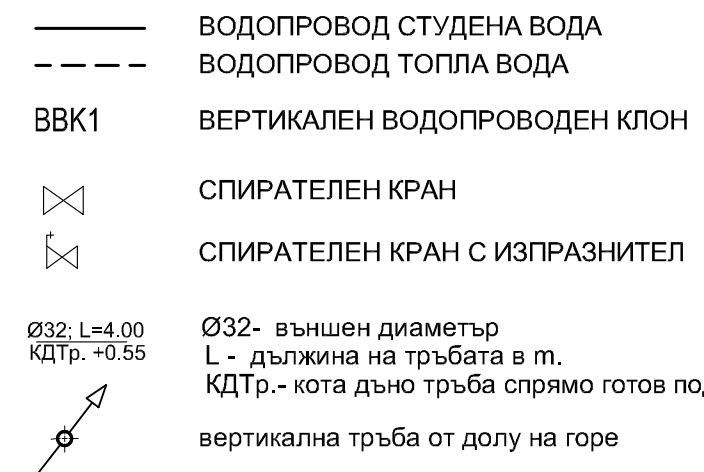 ВОДОПРОВОД СТУДЕНА ВОДА
ВОДОПРОВОД ТОПЛА ВОДА
ВВК1 ВЕРТИКАЛЕН ВОДОПРОВОДЕН КЛОН
СПИРАТЕЛЕН КРАН
СПИРАТЕЛЕН КРАН С ИЗПРАЗНИТЕЛ
Ø32; L=4.00 Ø32- външен диаметър
КДТр. +0.55 L - дължина на тръбата в m.
КДТр.- кота дъно тръба спрямо готов
вертикална тръба от долу на горе